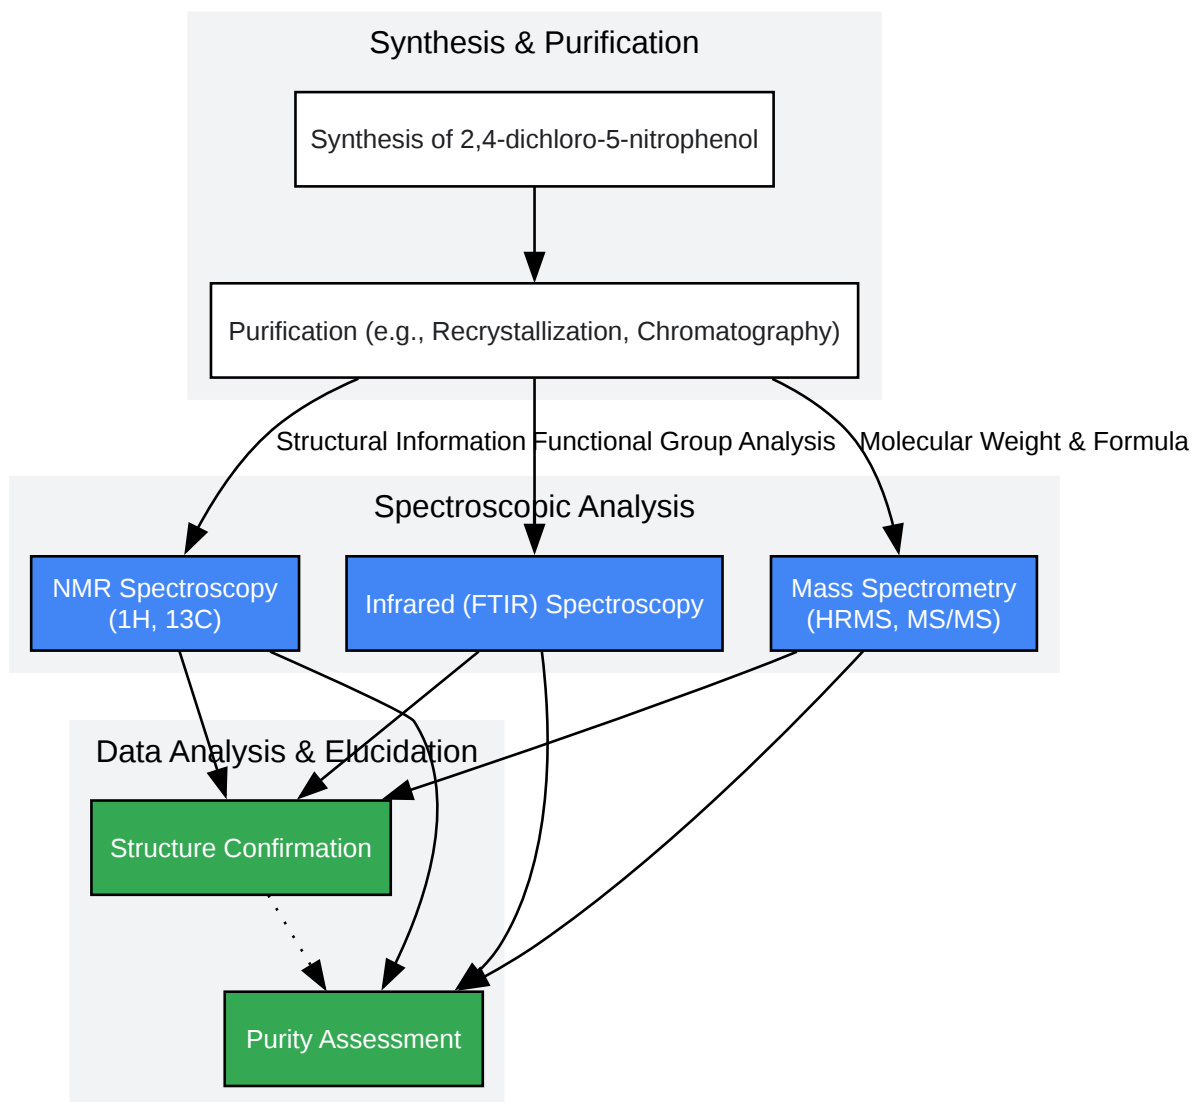 Synthesis & Purification
Synthesis of 2,4-dichloro-5-nitrophenol
Purification (e.g., Recrystallization, Chromatography)
Structural Information
Functional Group Analysis
Molecular Weight & Formula
Spectroscopic Analysis
NMR Spectroscopy
(1H, 13C)
Infrared (FTIR) Spectroscopy
Mass Spectrometry
(HRMS, MS/MS)
Data Analysis & Elucidation
Structure Confirmation
Purity Assessment